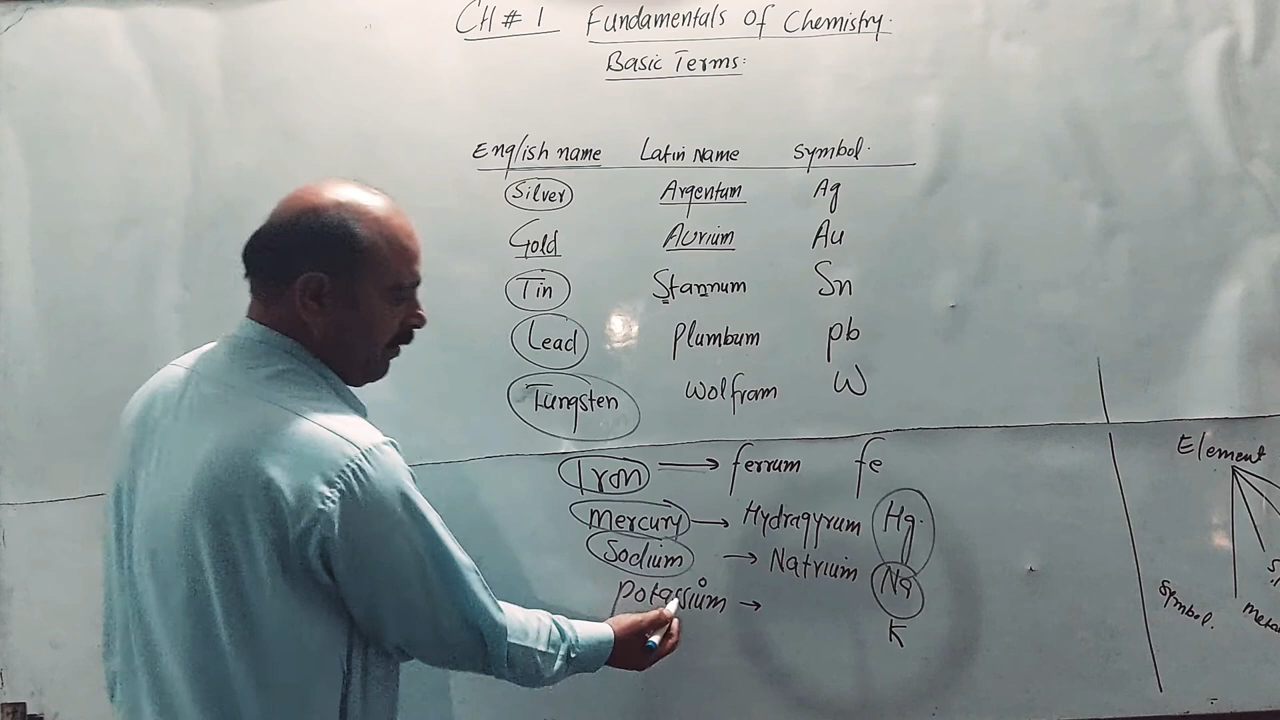 CH # 1 Fundamentals of Chemistry.
Basic Terms:
English name Latin Name Symbol.
Silver Argentum Ag
Gold Aurium Au
Tin Stannum Sn
Lead Plumbum pb
Tungsten Wolfram W
Iron → ferrum fe
Mercury → Hydragyrum Hg.
Sodium → Natrium Na
Potassium → K
Element
Symbol.